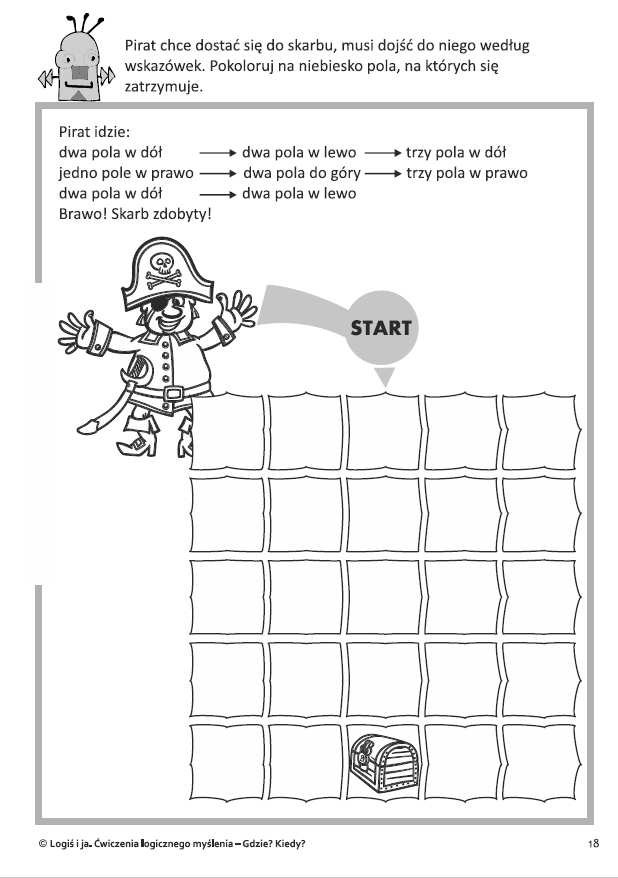 Pirat chce dostać się do skarbu, musi dojść do niego według
wskazówek. Pokoloruj na niebiesko pola, na których się
zatrzymuje.
Pirat idzie:
dwa pola w dół → dwa pola w lewo → trzy pola w dół
jedno pole w prawo → dwa pola do góry → trzy pola w prawo
dwa pola w dół → dwa pola w lewo
Brawo! Skarb zdobyty!
START
© Logiś i ja. Ćwiczenia logicznego myślenia – Gdzie? Kiedy? 18